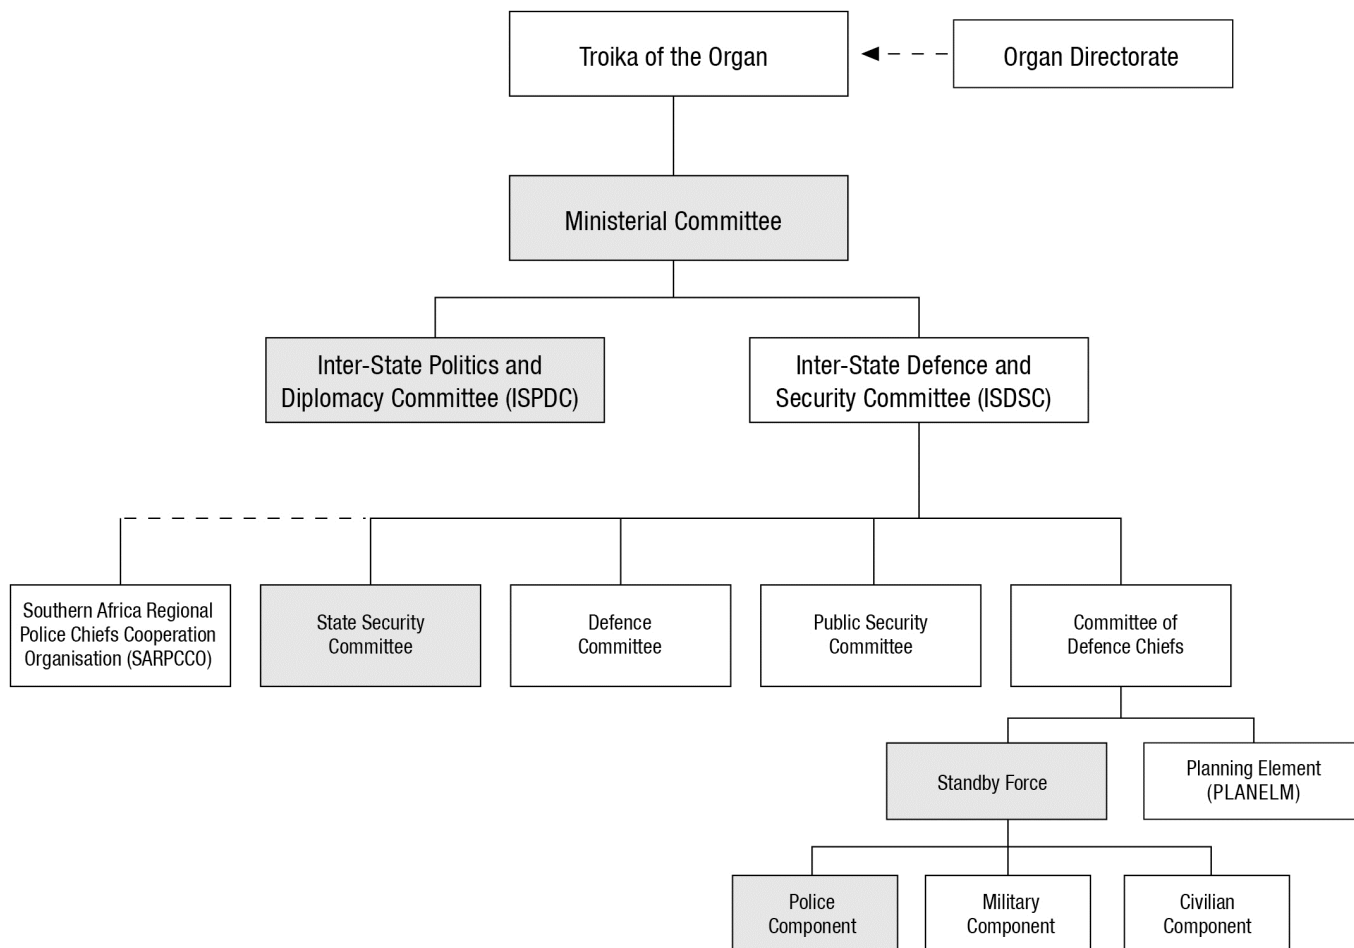 Troika of the Organ
Organ Directorate
Ministerial Committee
Inter-State Politics and
Diplomacy Committee (ISPDC)
Inter-State Defence and
Security Committee (ISDSC)
Southern Africa Regional
Police Chiefs Cooperation
Organisation (SARPCCO)
State Security
Committee
Defence
Committee
Public Security
Committee
Committee of
Defence Chiefs
Standby Force
Planning Element
(PLANELM)
Police
Component
Military
Component
Civilian
Component